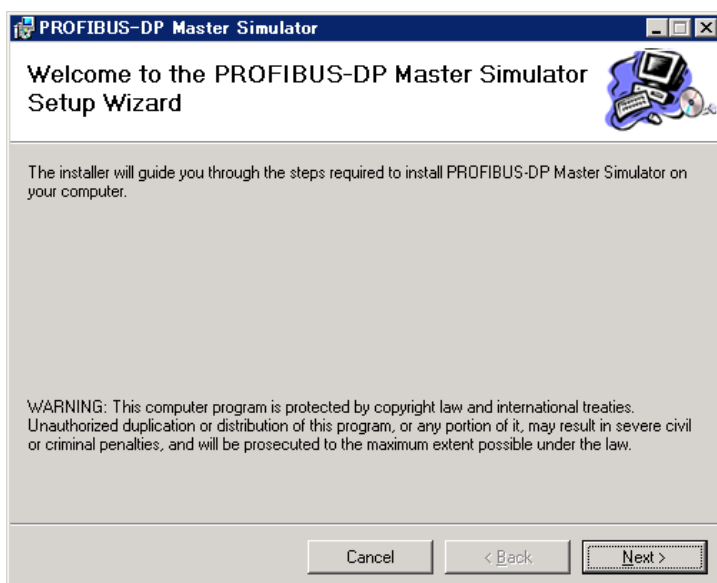 PROFIBUS-DP Master Simulator
Welcome to the PROFIBUS-DP Master Simulator
Setup Wizard
The installer will guide you through the steps required to install PROFIBUS-DP Master Simulator on
your computer.
WARNING: This computer program is protected by copyright law and international treaties.
Unauthorized duplication or distribution of this program, or any portion of it, may result in severe civil
or criminal penalties, and will be prosecuted to the maximum extent possible under the law.
Cancel < Back Next >